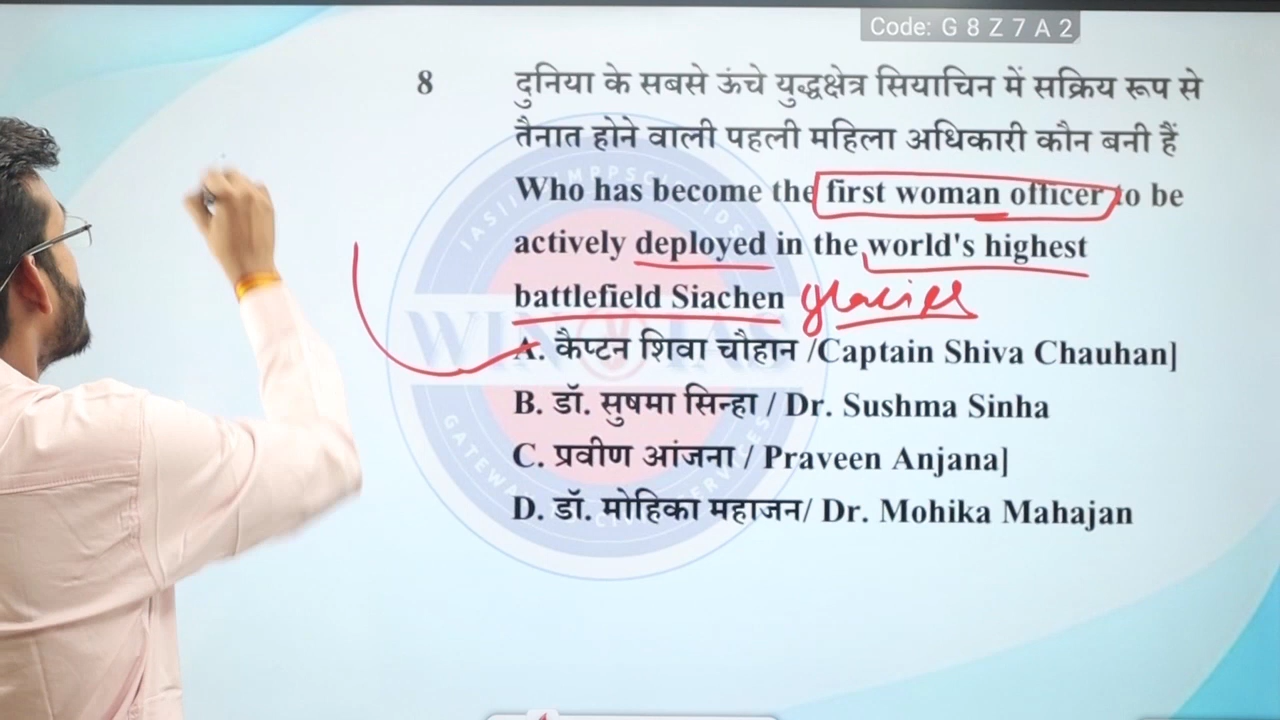 Code: G 8 Z 7 A 2
8 दुनिया के सबसे ऊंचे युद्धक्षेत्र सियाचिन में सक्रिय रूप से
तैनात होने वाली पहली महिला अधिकारी कौन बनी हैं
Who has become the first woman officer to be
actively deployed in the world's highest
battlefield Siachen glacier
A. कैप्टन शिवा चौहान /Captain Shiva Chauhan]
B. डॉ. सुषमा सिन्हा / Dr. Sushma Sinha
C. प्रवीण आंजना / Praveen Anjana]
D. डॉ. मोहिका महाजन/ Dr. Mohika Mahajan
WIN IAS